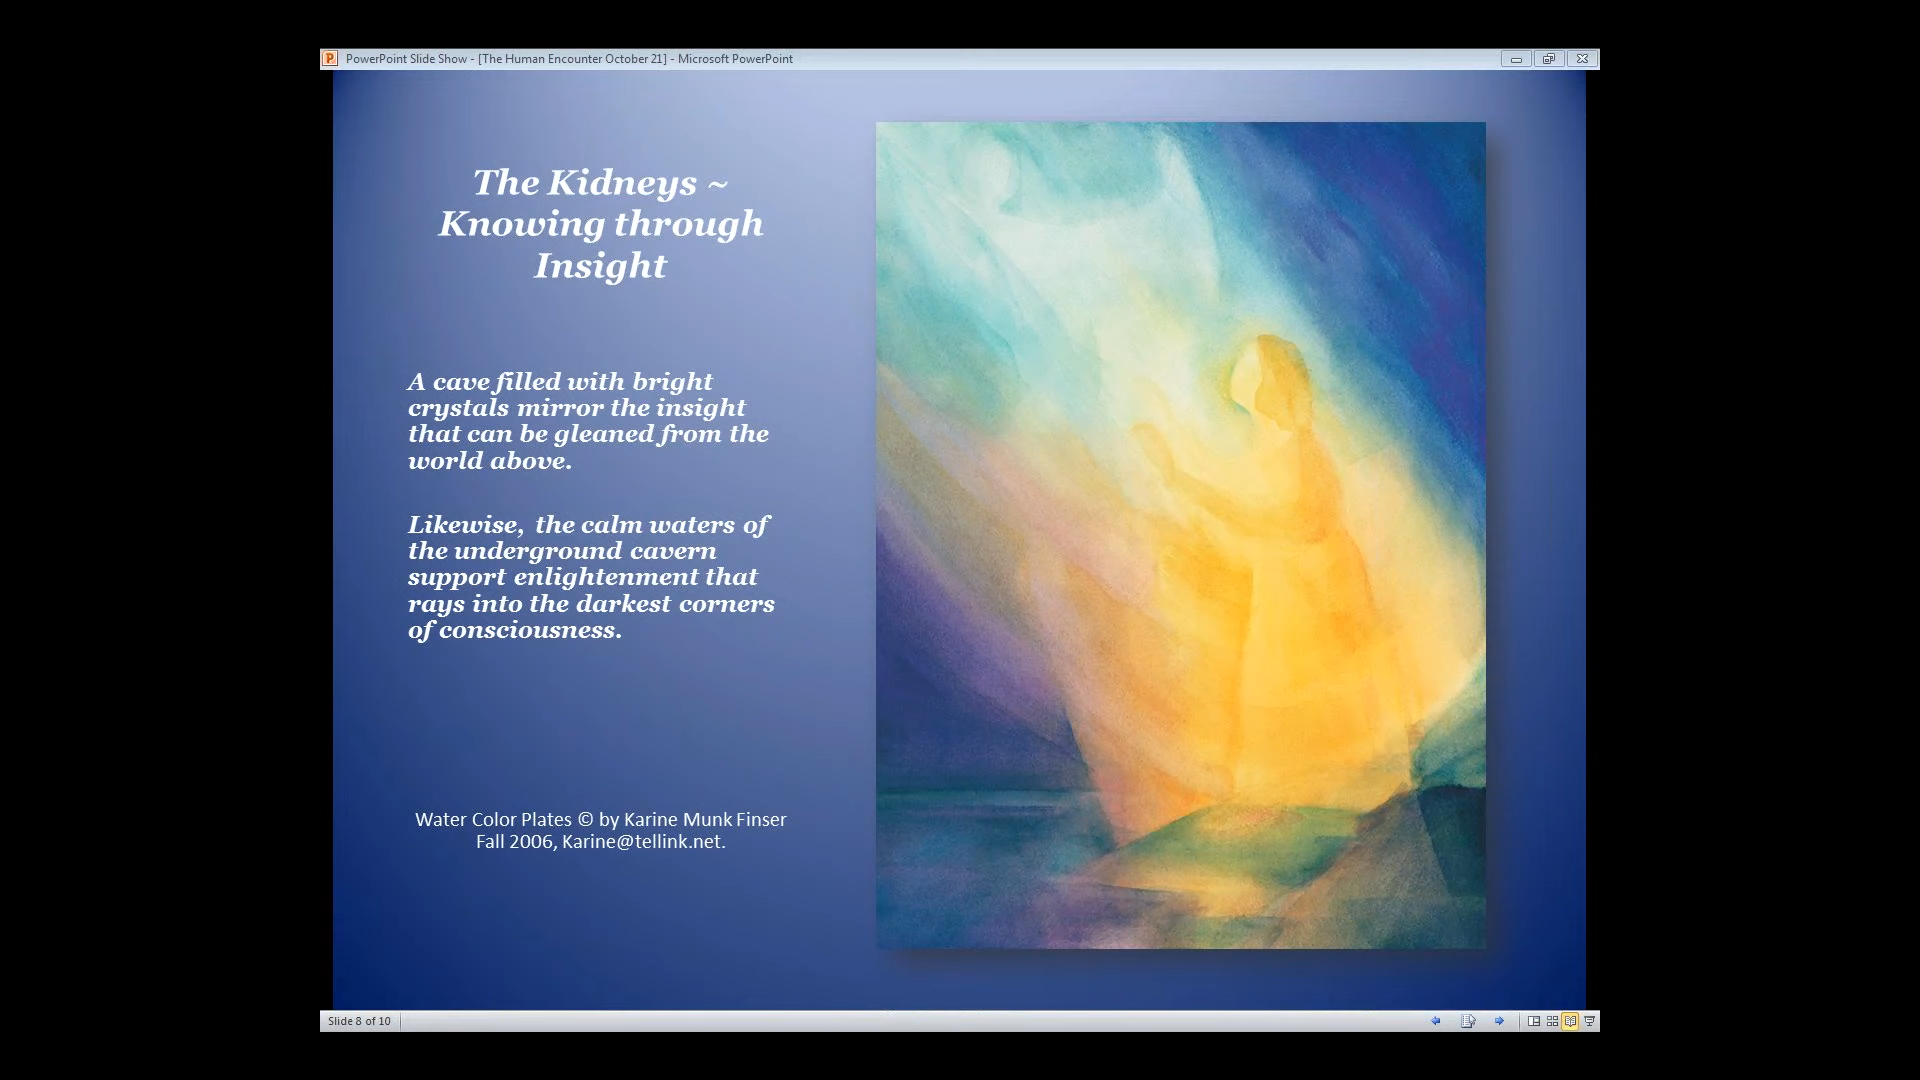 PowerPoint Slide Show - [The Human Encounter October 21] - Microsoft PowerPoint
The Kidneys ~
Knowing through
Insight
A cave filled with bright
crystals mirror the insight
that can be gleaned from the
world above.
Likewise, the calm waters of
the underground cavern
support enlightenment that
rays into the darkest corners
of consciousness.
Water Color Plates © by Karine Munk Finser
Fall 2006, Karine@tellink.net.
Slide 8 of 10